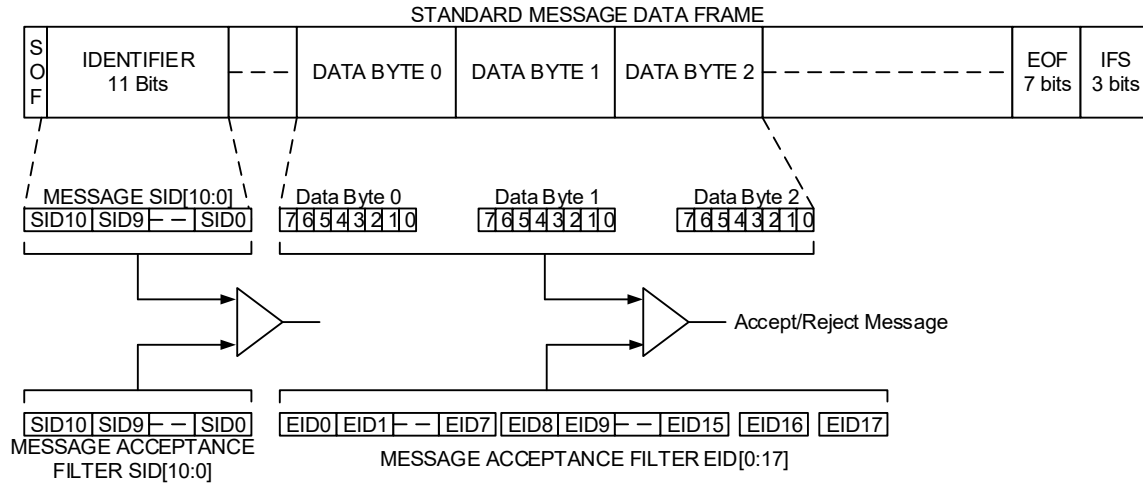 STANDARD MESSAGE DATA FRAME
SOF
IDENTIFIER
11 Bits
DATA BYTE 0
DATA BYTE 1
DATA BYTE 2
EOF
7 bits
IFS
3 bits
MESSAGE SID[10:0]
SID10 SID9 SID0
Data Byte 0
7 6 5 4 3 2 1 0
Data Byte 1
7 6 5 4 3 2 1 0
Data Byte 2
7 6 5 4 3 2 1 0
Accept/Reject Message
SID10 SID9 SID0
MESSAGE ACCEPTANCE
FILTER SID[10:0]
EID0 EID1 EID7 EID8 EID9 EID15 EID16 EID17
MESSAGE ACCEPTANCE FILTER EID[0:17]